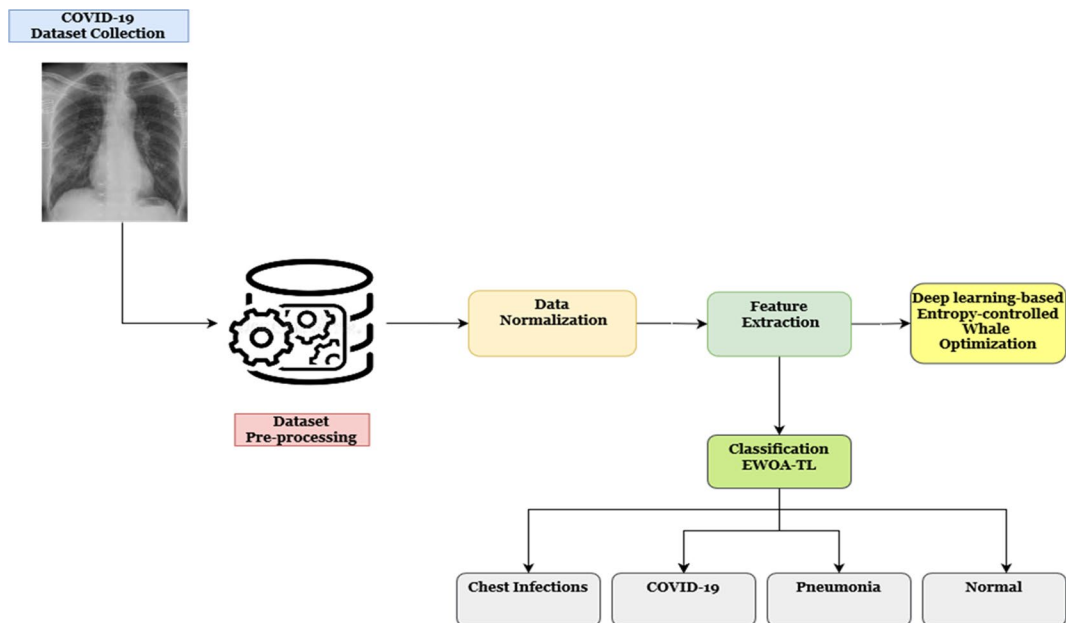 COVID-19
Dataset Collection
Dataset
Pre-processing
Data
Normalization
Feature
Extraction
Deep learning-based
Entropy-controlled
Whale
Optimization
Classification
EWOA-TL
Chest Infections
COVID-19
Pneumonia
Normal